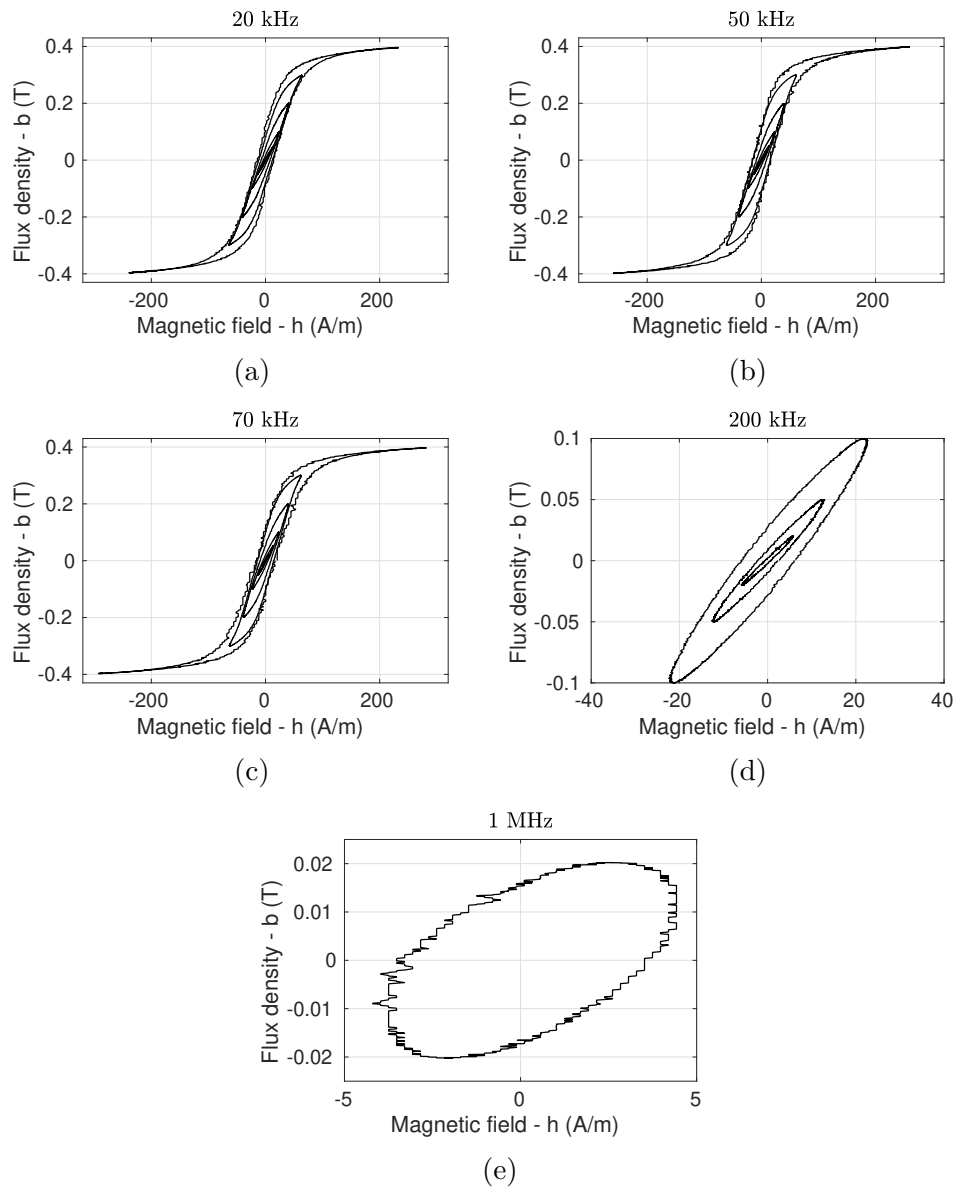 20 kHz
Flux density - b (T)
0.4
0.2
0
-0.2
-0.4
-200 0 200
Magnetic field - h (A/m)
(a)
50 kHz
Flux density - b (T)
0.4
0.2
0
-0.2
-0.4
-200 0 200
Magnetic field - h (A/m)
(b)
70 kHz
Flux density - b (T)
0.4
0.2
0
-0.2
-0.4
-200 0 200
Magnetic field - h (A/m)
(c)
200 kHz
Flux density - b (T)
0.1
0.05
0
-0.05
-0.1
-40 -20 0 20 40
Magnetic field - h (A/m)
(d)
1 MHz
Flux density - b (T)
0.02
0.01
0
-0.01
-0.02
-5 0 5
Magnetic field - h (A/m)
(e)